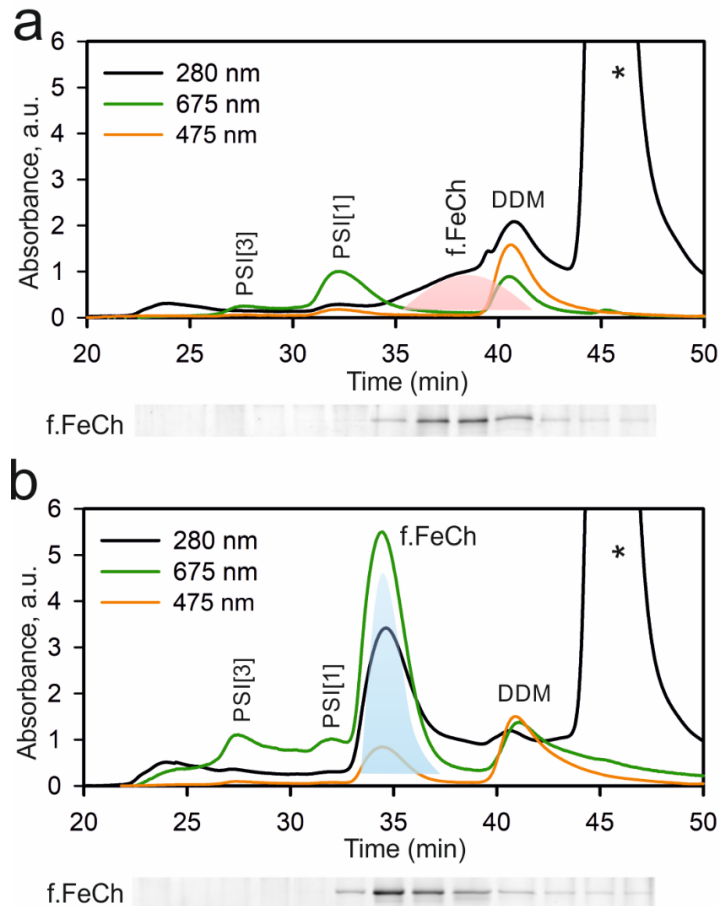 a
Absorbance, a.u.
6
5
4
3
2
1
0
280 nm
675 nm
475 nm
PSI[3]
PSI[1]
f.FeCh
DDM
*
20 25 30 35 40 45 50
Time (min)
f.FeCh
b
Absorbance, a.u.
6
5
4
3
2
1
0
280 nm
675 nm
475 nm
PSI[3]
PSI[1]
f.FeCh
DDM
*
20 25 30 35 40 45 50
Time (min)
f.FeCh